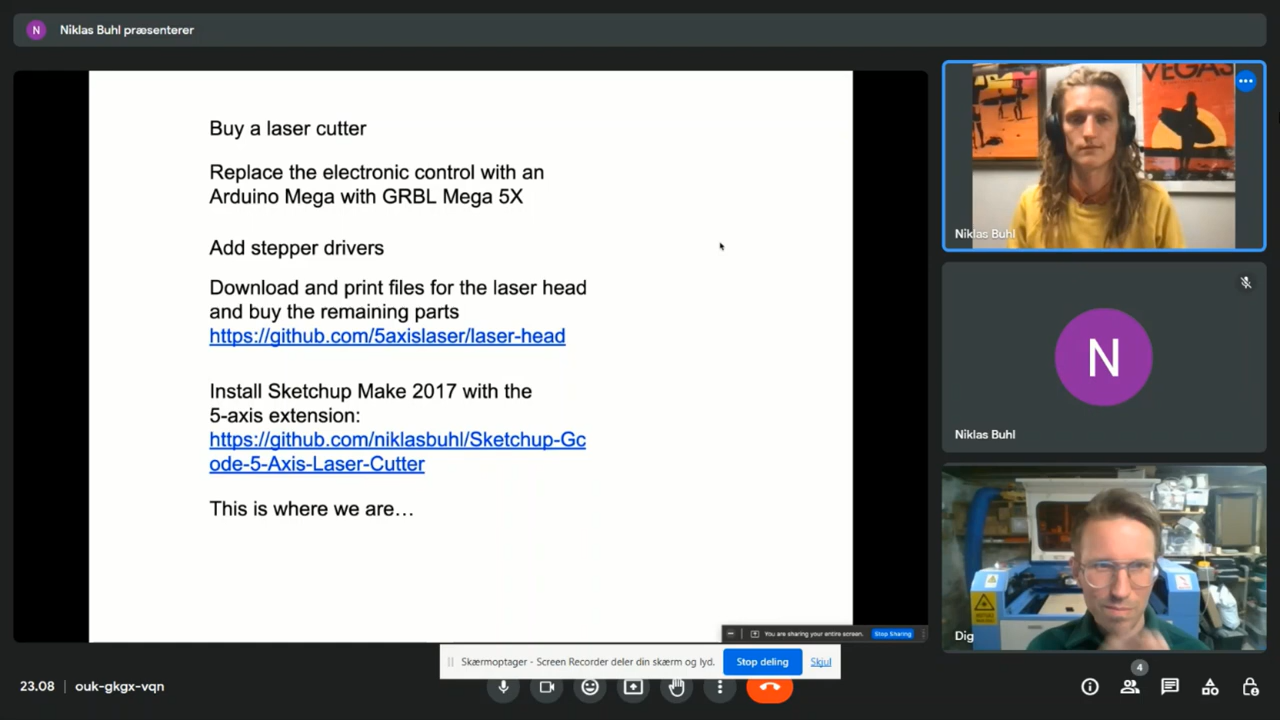 N
Niklas Buhl præsenterer
Buy a laser cutter
Replace the electronic control with an
Arduino Mega with GRBL Mega 5X
Add stepper drivers
Download and print files for the laser head
and buy the remaining parts
https://github.com/5axislaser/laser-head
Install Sketchup Make 2017 with the
5-axis extension:
https://github.com/niklasbuhl/Sketchup-Gc
ode-5-Axis-Laser-Cutter
This is where we are…
You are sharing your entire screen.
Stop Sharing
Skærmoptager - Screen Recorder deler din skærm og lyd.
Stop deling
Skjul
VEGAS
Niklas Buhl
N
Niklas Buhl
Dig
23.08
ouk-gkgx-vqn
4